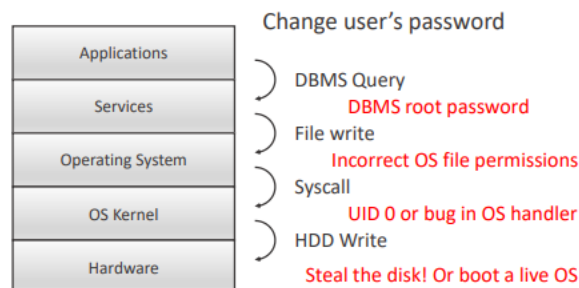 Change user's password
Applications
DBMS Query
DBMS root password
Services
File write
Incorrect OS file permissions
Operating System
Syscall
UID 0 or bug in OS handler
OS Kernel
HDD Write
Steal the disk! Or boot a live OS
Hardware